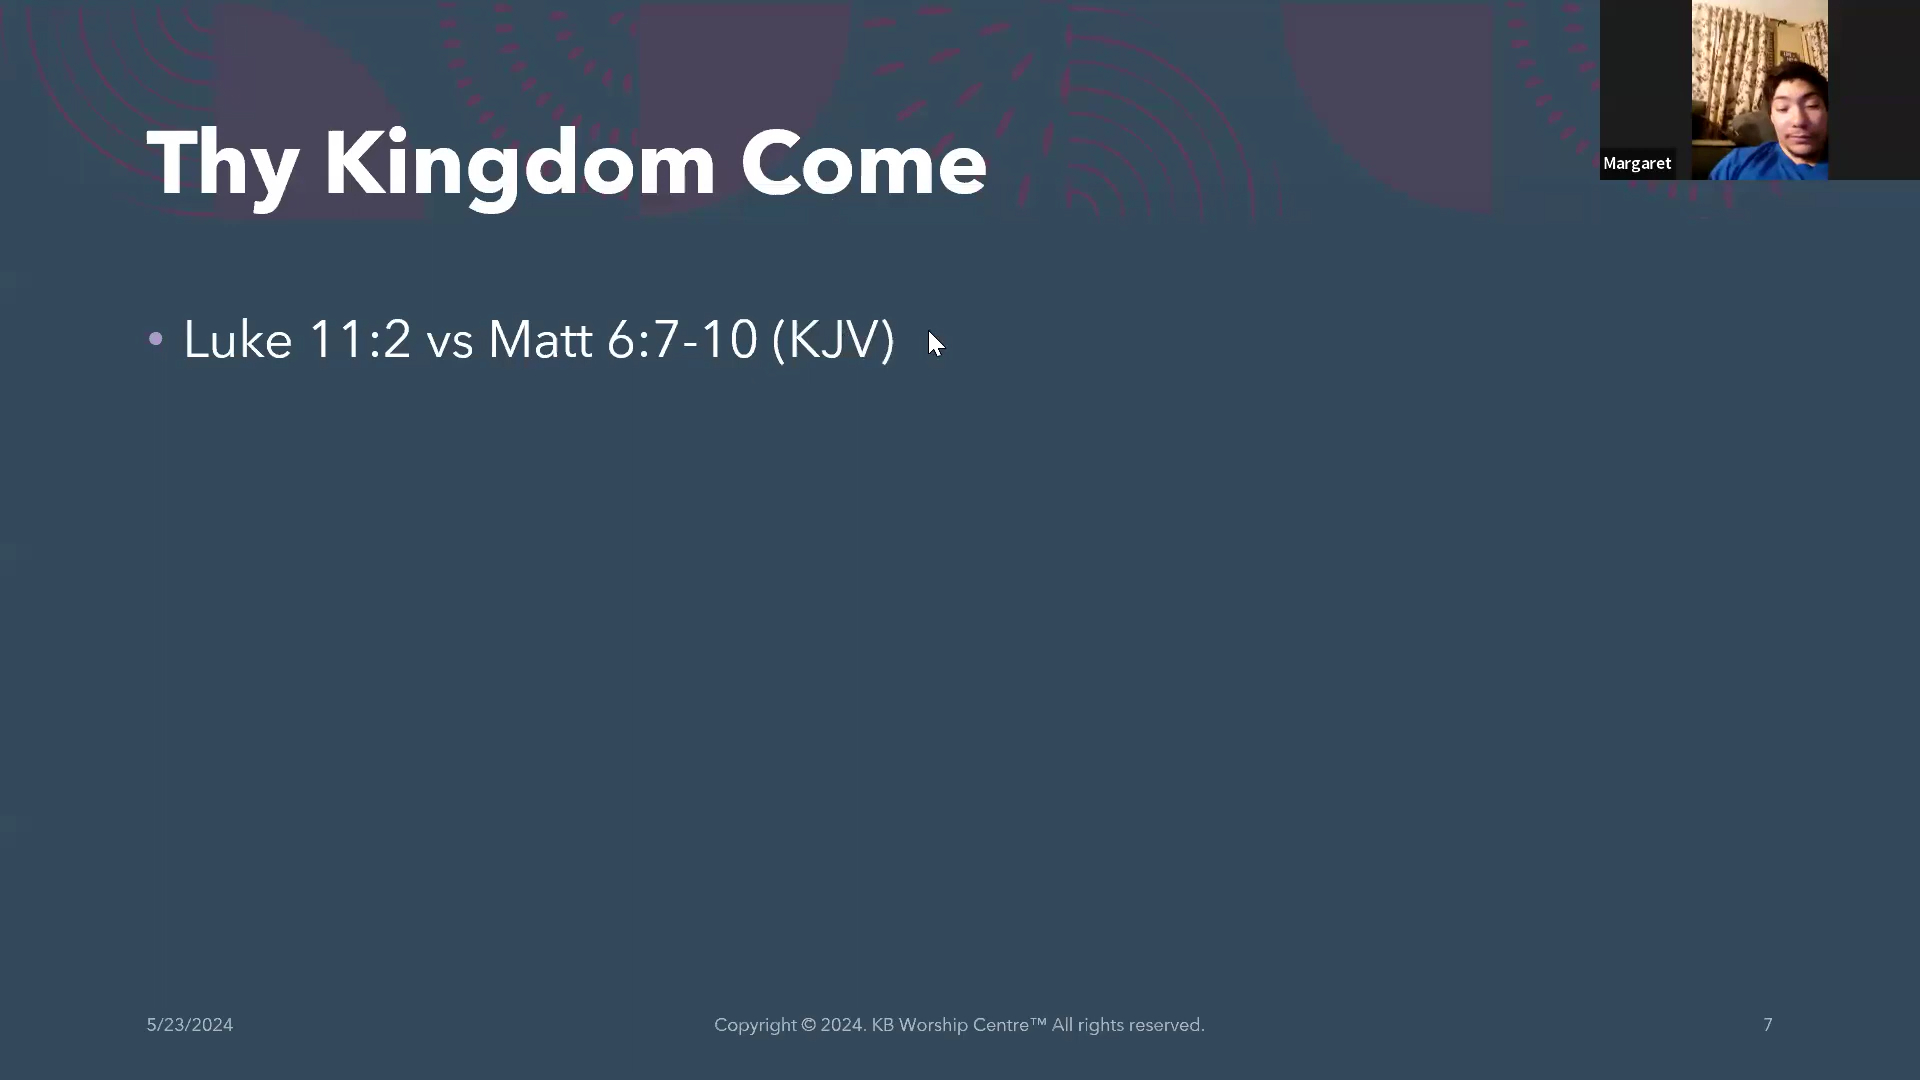 Thy Kingdom Come
Margaret
• Luke 11:2 vs Matt 6:7-10 (KJV)
5/23/2024
Copyright © 2024. KB Worship Centre™ All rights reserved.
7